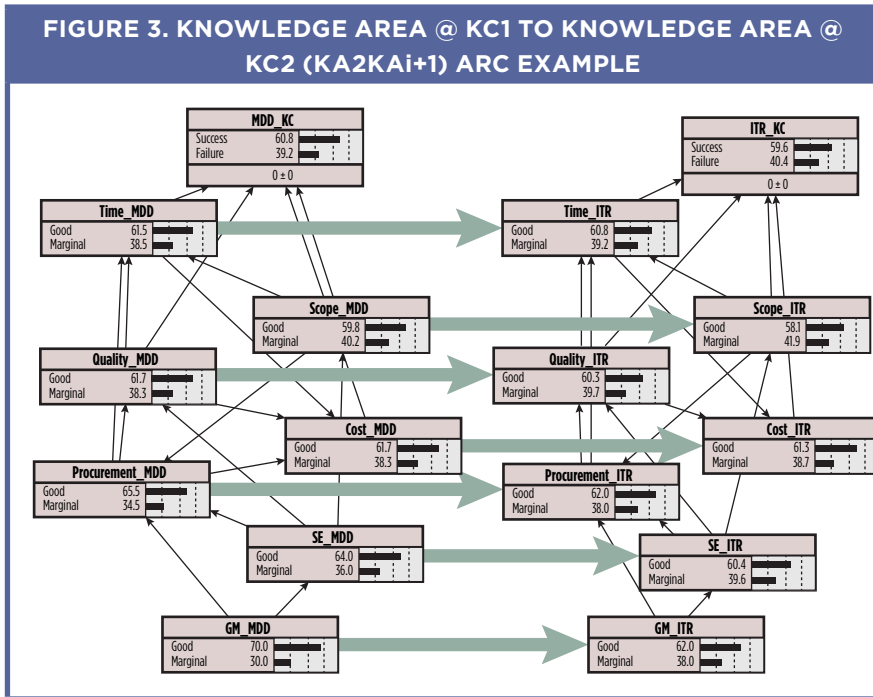 FIGURE 3. KNOWLEDGE AREA @ KC1 TO KNOWLEDGE AREA @
KC2 (KA2KAi+1) ARC EXAMPLE
MDD_KC
Success 60.8
Failure 39.2
0 ± 0
ITR_KC
Success 59.6
Failure 40.4
0 ± 0
Time_MDD
Good 61.5
Marginal 38.5
Time_ITR
Good 60.8
Marginal 39.2
Scope_MDD
Good 59.8
Marginal 40.2
Scope_ITR
Good 58.1
Marginal 41.9
Quality_MDD
Good 61.7
Marginal 38.3
Quality_ITR
Good 60.3
Marginal 39.7
Cost_MDD
Good 61.7
Marginal 38.3
Cost_ITR
Good 61.3
Marginal 38.7
Procurement_MDD
Good 65.5
Marginal 34.5
Procurement_ITR
Good 62.0
Marginal 38.0
SE_MDD
Good 64.0
Marginal 36.0
SE_ITR
Good 60.4
Marginal 39.6
GM_MDD
Good 70.0
Marginal 30.0
GM_ITR
Good 62.0
Marginal 38.0